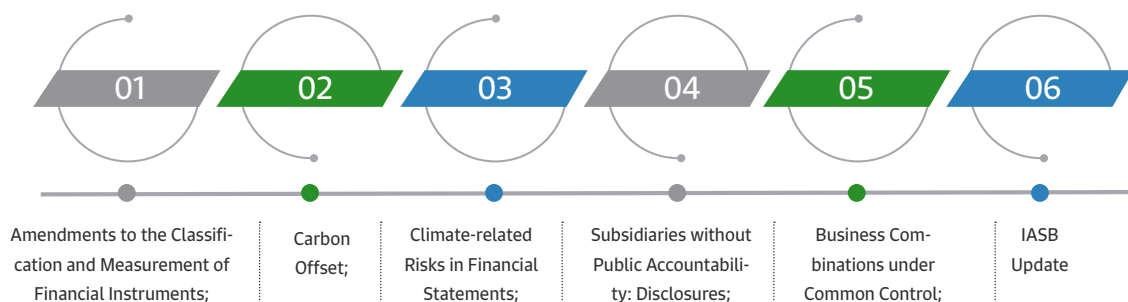 01
02
03
04
05
06
Amendments to the Classifi-
cation and Measurement of
Financial Instruments;
Carbon
Offset;
Climate-related
Risks in Financial
Statements;
Subsidiaries without
Public Accountabili-
ty: Disclosures;
Business Com-
binations under
Common Control;
IASB
Update